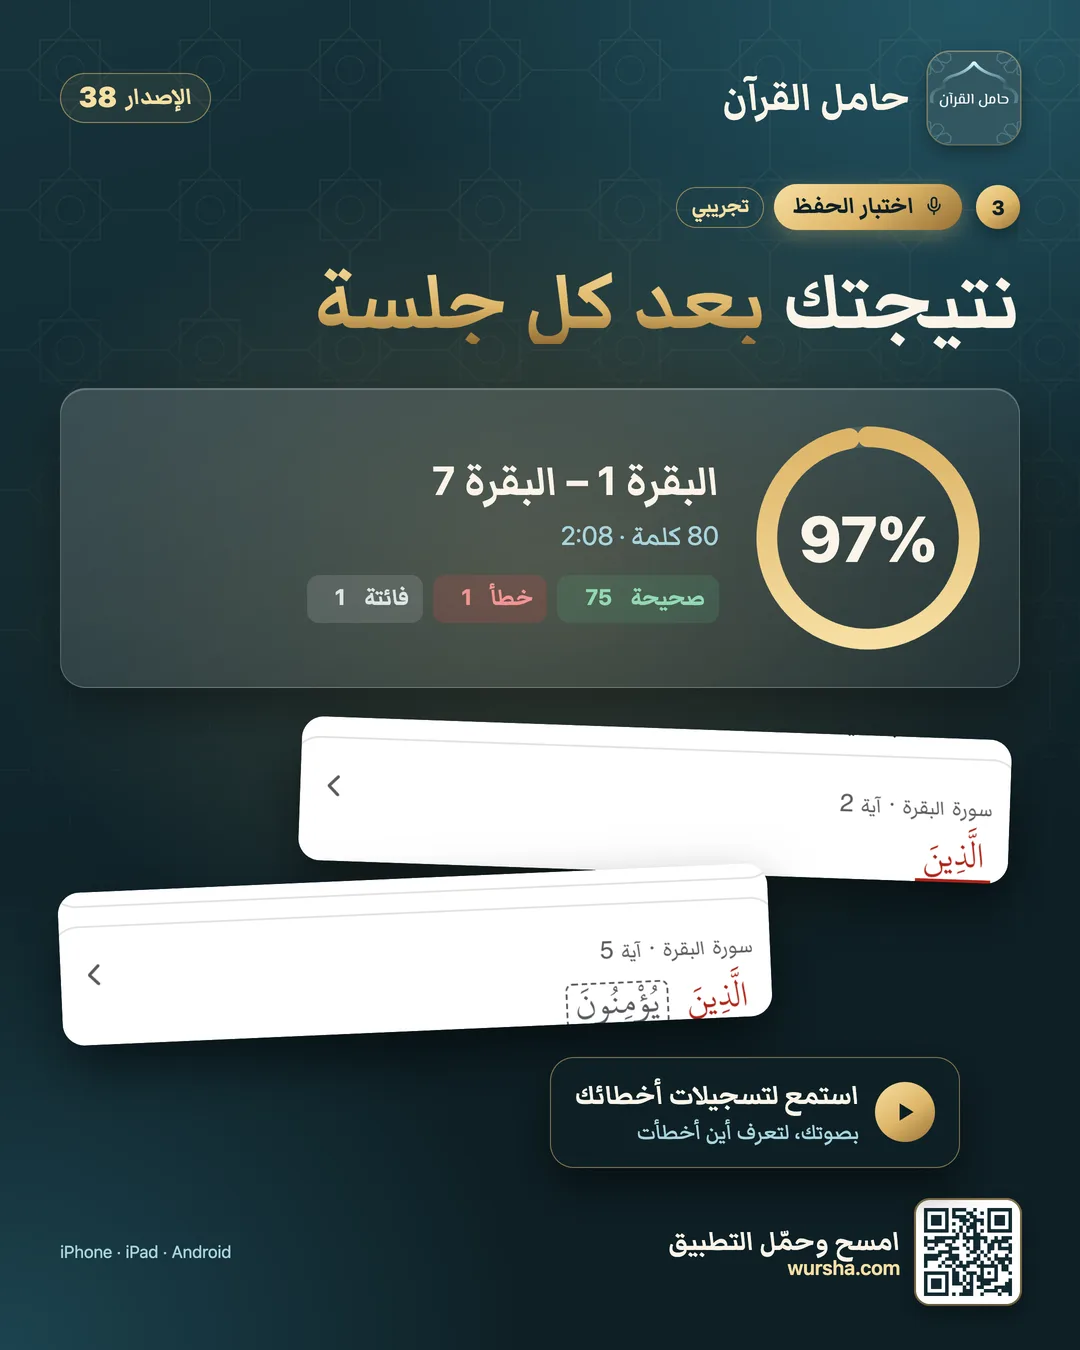 حامل القرآن
حامل القرآن
الإصدار 38
3
اختبار الحفظ
تجريبي
نتيجتك بعد كل جلسة
97%
البقرة 1 – البقرة 7
80 كلمة · 2:08
صحيحة 75
خطأ 1
فائتة 1
سورة البقرة · آية 2
الَّذِينَ
سورة البقرة · آية 5
الَّذِينَ يُؤْمِنُونَ
استمع لتسجيلات أخطائك
بصوتك، لتعرف أين أخطأت
امسح وحمّل التطبيق
wursha.com
iPhone · iPad · Android